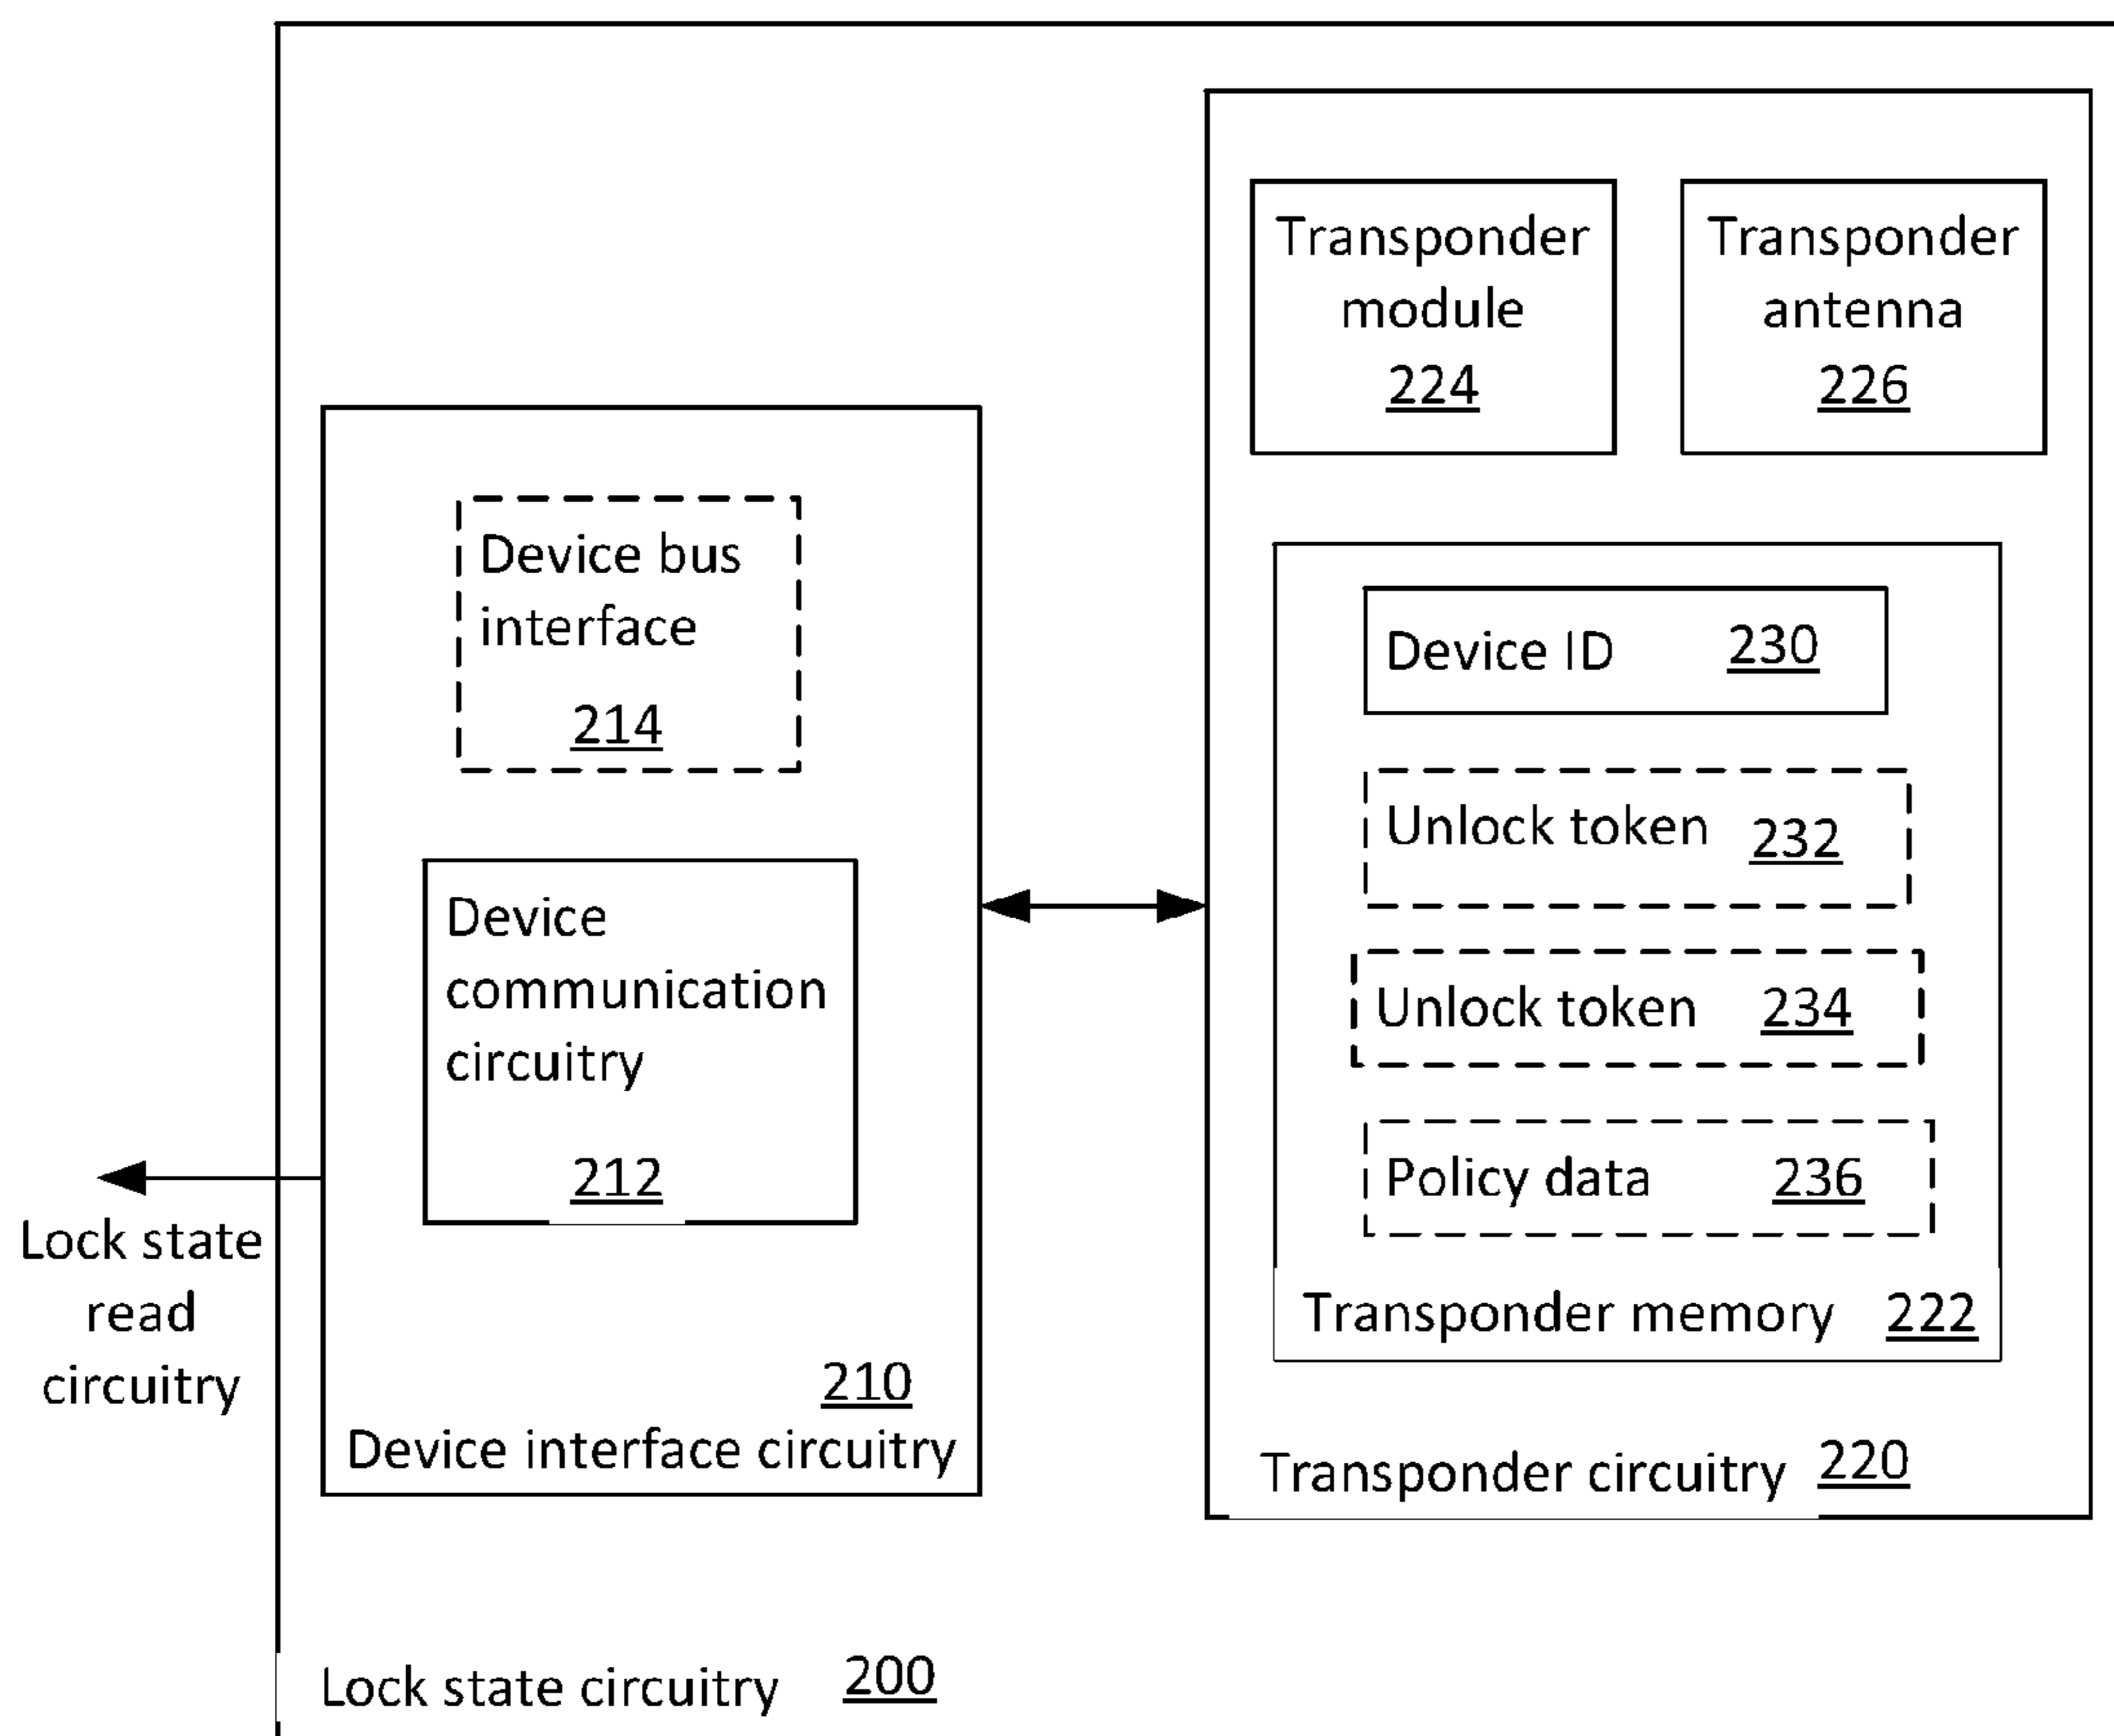 Transponder
module
224
Transponder
antenna
226
Device bus
interface
214
Device ID 230
Unlock token 232
Device
communication
circuitry
212
Unlock token 234
Policy data 236
Transponder memory 222
Lock state
read
circuitry
210
Device interface circuitry
Transponder circuitry 220
Lock state circuitry 200